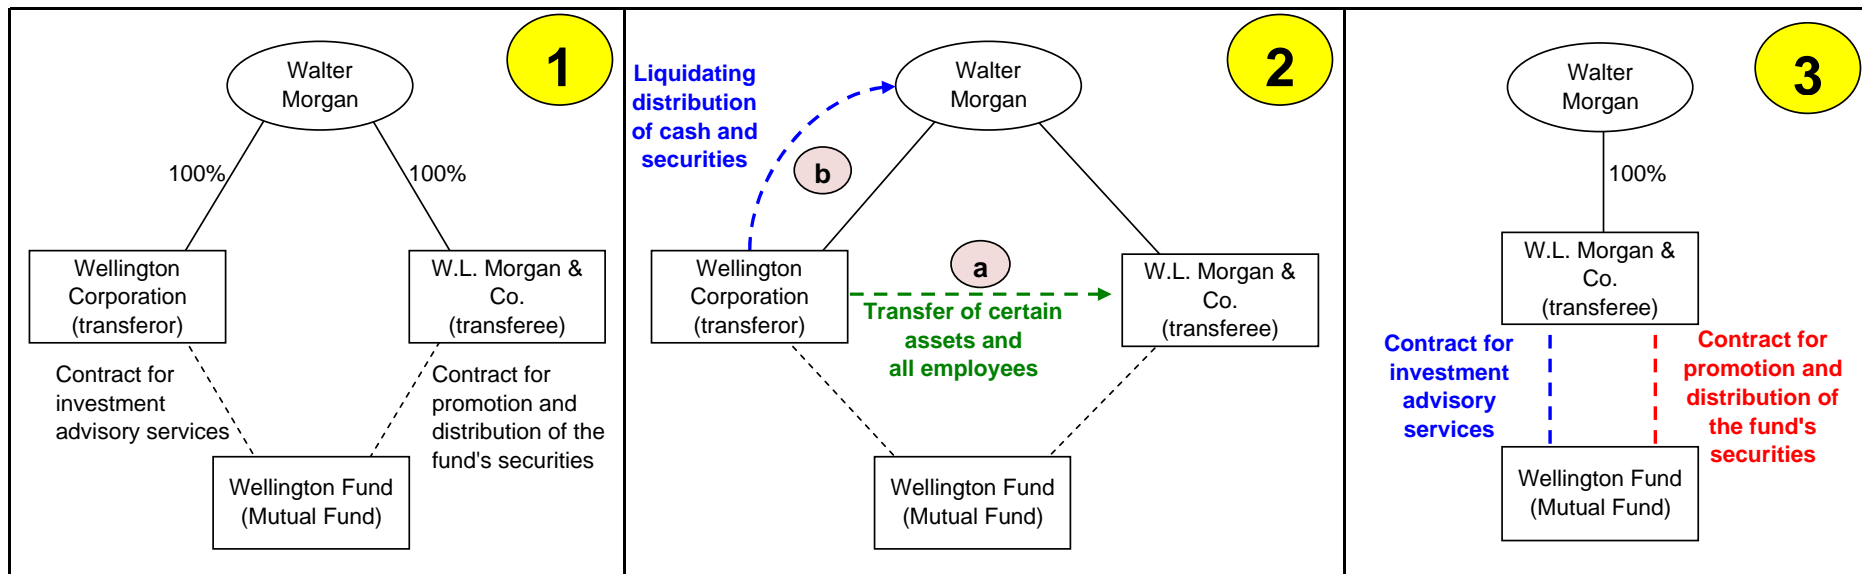 1
Walter
Morgan
100%
100%
Wellington
Corporation
(transferor)
W.L. Morgan &
Co.
(transferee)
Contract for
investment
advisory services
Contract for
promotion and
distribution of the
fund's securities
Wellington Fund
(Mutual Fund)
2
Liquidating
distribution
of cash and
securities
Walter
Morgan
b
Wellington
Corporation
(transferor)
a
Transfer of certain
assets and
all employees
W.L. Morgan &
Co.
(transferee)
Wellington Fund
(Mutual Fund)
3
Walter
Morgan
100%
W.L. Morgan &
Co.
(transferee)
Contract for
investment
advisory
services
Contract for
promotion and
distribution of
the fund's
securities
Wellington Fund
(Mutual Fund)